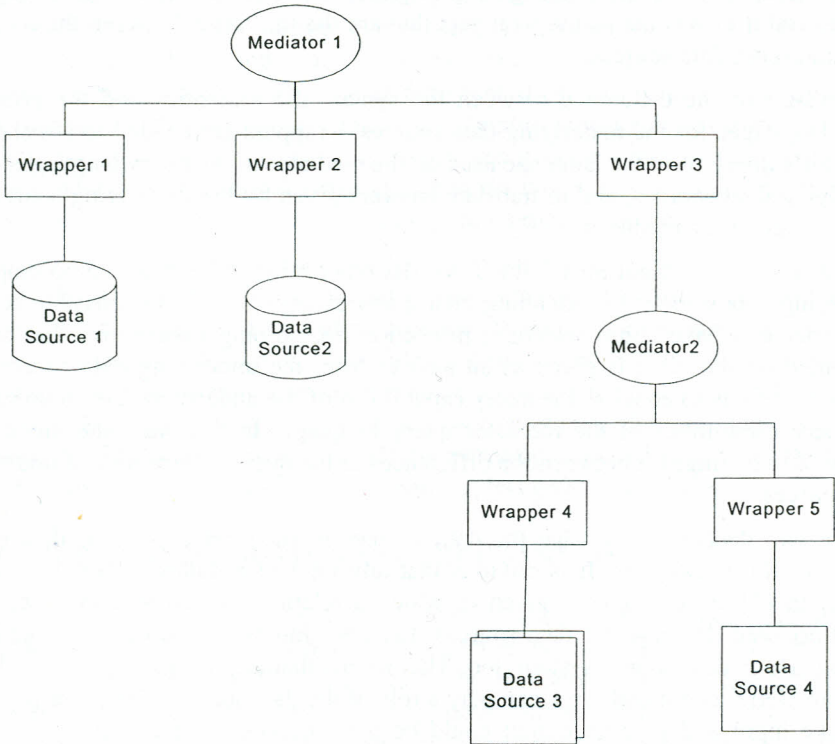 Mediator 1
Wrapper 1
Wrapper 2
Wrapper 3
Data
Source 1
Data
Source2
Mediator2
Wrapper 4
Wrapper 5
Data
Source 3
Data
Source 4